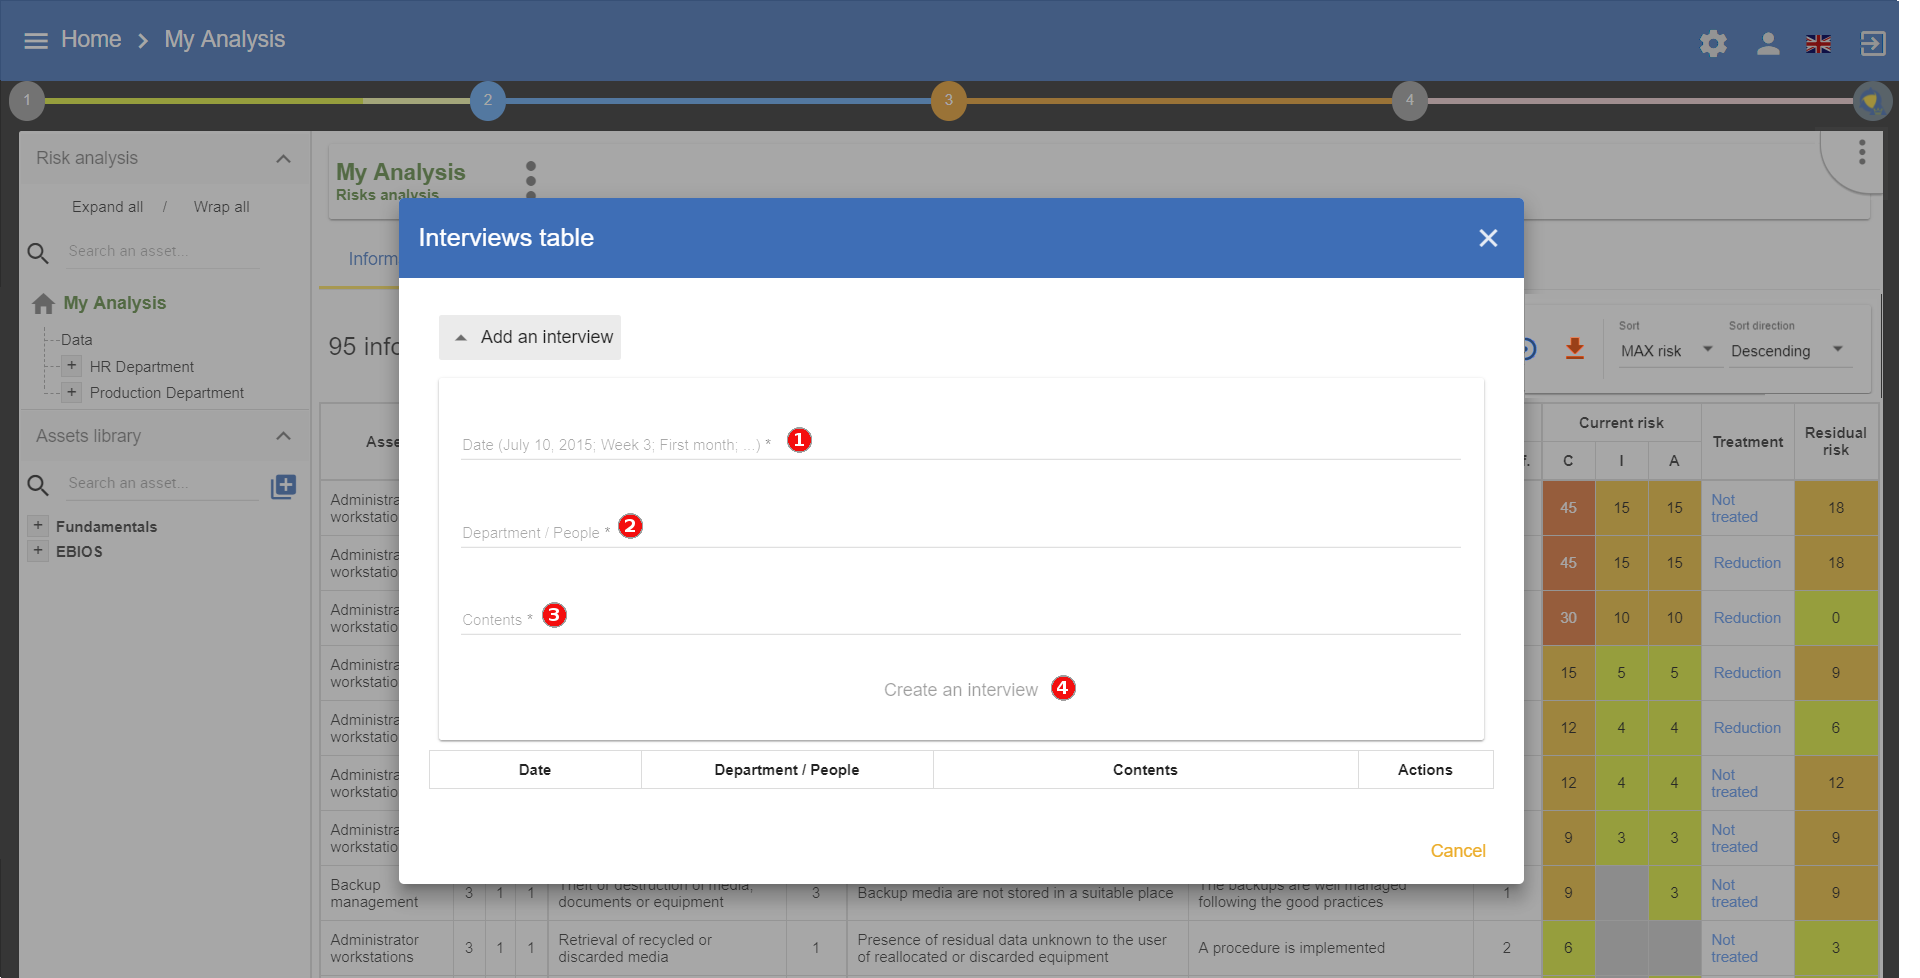 Home > My Analysis
1 2 3 4
Risk analysis
Expand all / Wrap all
Search an asset...
My Analysis
Data
+ HR Department
+ Production Department
Assets library
Search an asset...
+ Fundamentals
+ EBIOS
My Analysis
Risks analysis
Inform
95 info
Interviews table
Add an interview
Date (July 10, 2015; Week 3; First month; ...) * 1
Department / People * 2
Contents * 3
Create an interview 4
Date Department / People Contents Actions
Cancel
Sort Sort direction
MAX risk Descending
Asse Current risk Treatment Residual risk
C I A
Administra
workstatio 45 15 15 Not treated 18
Administra
workstatio 45 15 15 Reduction 18
Administra
workstatio 30 10 10 Reduction 0
Administra
workstatio 15 5 5 Reduction 9
Administra
workstatio 12 4 4 Reduction 6
Administra
workstatio 12 4 4 Not treated 12
Administra
workstatio 9 3 3 Not treated 9
Backup management 3 1 1 Theft or destruction of media, documents or equipment 3 Backup media are not stored in a suitable place The backups are well managed following the good practices 1 9 3 Not treated 9
Administrator workstations 3 1 1 Retrieval of recycled or discarded media 1 Presence of residual data unknown to the user of reallocated or discarded equipment A procedure is implemented 2 6 Not treated 3